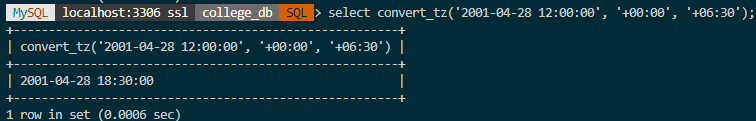 MySQL localhost:3306 ssl college_db SQL > select convert_tz('2001-04-28 12:00:00', '+00:00', '+06:30');
+-----------------------------------------------------+
| convert_tz('2001-04-28 12:00:00', '+00:00', '+06:30') |
+-----------------------------------------------------+
| 2001-04-28 18:30:00 |
+-----------------------------------------------------+
1 row in set (0.0006 sec)